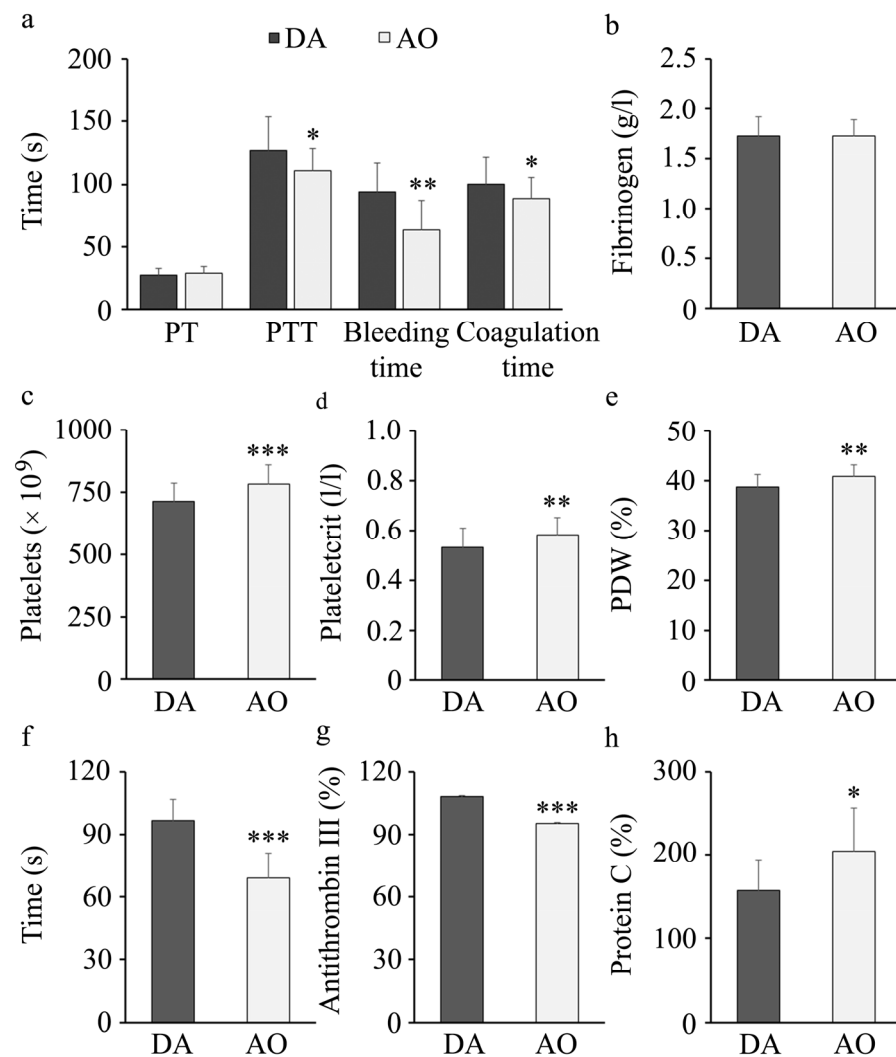 a
DA AO
200
150
100
50
0
Time (s)
*
**
*
PT PTT Bleeding time Coagulation time
b
2.5
2.0
1.5
1.0
0.5
0
Fibrinogen (g/l)
DA AO
c
1000
750
500
250
0
Platelets (× 10⁹)
***
DA AO
d
1.0
0.8
0.6
0.4
0.2
0
Plateletcrit (l/l)
**
DA AO
e
50
40
30
20
10
0
PDW (%)
**
DA AO
f
120
90
60
30
0
Time (s)
***
DA AO
g
120
90
60
30
0
Antithrombin III (%)
***
DA AO
h
300
200
100
0
Protein C (%)
*
DA AO